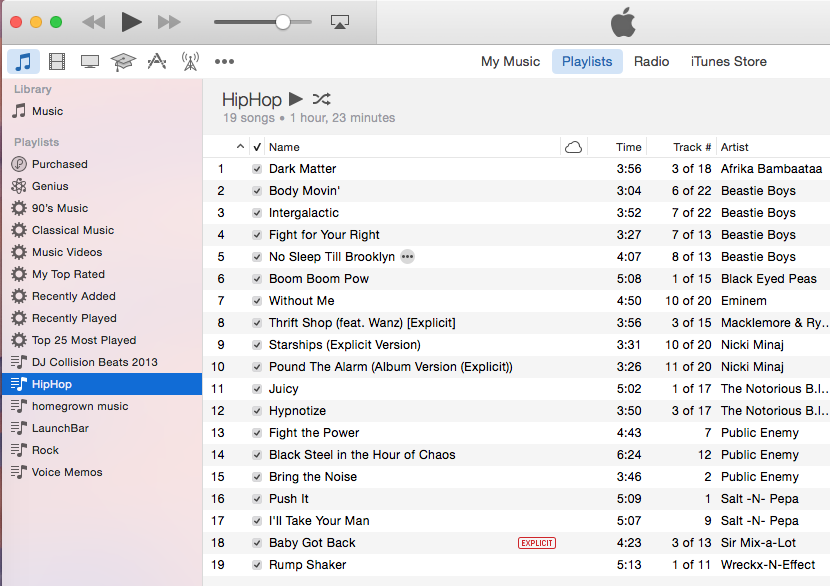 My Music Playlists Radio iTunes Store
Library
Music
Playlists
Purchased
Genius
90's Music
Classical Music
Music Videos
My Top Rated
Recently Added
Recently Played
Top 25 Most Played
DJ Collision Beats 2013
HipHop
homegrown music
LaunchBar
Rock
Voice Memos
HipHop
19 songs • 1 hour, 23 minutes
Name Time Track # Artist
1 Dark Matter 3:56 3 of 18 Afrika Bambaataa
2 Body Movin' 3:04 6 of 22 Beastie Boys
3 Intergalactic 3:52 7 of 22 Beastie Boys
4 Fight for Your Right 3:27 7 of 13 Beastie Boys
5 No Sleep Till Brooklyn 4:07 8 of 13 Beastie Boys
6 Boom Boom Pow 5:08 1 of 15 Black Eyed Peas
7 Without Me 4:50 10 of 20 Eminem
8 Thrift Shop (feat. Wanz) [Explicit] 3:56 3 of 15 Macklemore & Ry...
9 Starships (Explicit Version) 3:31 10 of 20 Nicki Minaj
10 Pound The Alarm (Album Version (Explicit)) 3:26 11 of 20 Nicki Minaj
11 Juicy 5:02 1 of 17 The Notorious B.I...
12 Hypnotize 3:50 3 of 17 The Notorious B.I...
13 Fight the Power 4:43 7 Public Enemy
14 Black Steel in the Hour of Chaos 6:24 12 Public Enemy
15 Bring the Noise 3:46 2 Public Enemy
16 Push It 5:09 1 Salt -N- Pepa
17 I'll Take Your Man 5:07 9 Salt -N- Pepa
18 Baby Got Back EXPLICIT 4:23 3 of 13 Sir Mix-a-Lot
19 Rump Shaker 5:13 1 of 11 Wreckx-N-Effect